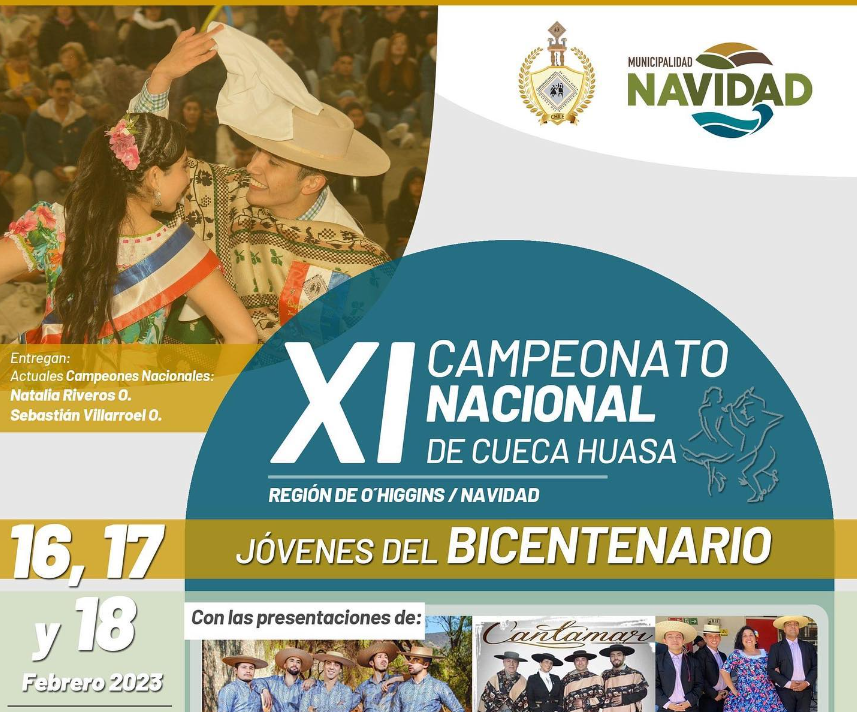 MUNICIPALIDAD
NAVIDAD
CHILE
Entregan:
Actuales Campeones Nacionales:
Natalia Riveros O.
Sebastián Villarroel O.
XI CAMPEONATO
NACIONAL
DE CUECA HUASA
REGIÓN DE O´HIGGINS / NAVIDAD
16, 17
y 18
Febrero 2023
JÓVENES DEL BICENTENARIO
Con las presentaciones de:
Cantamar